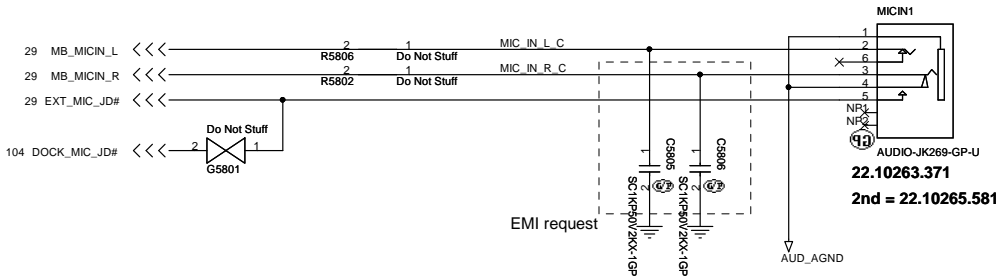 MICIN1
29 MB_MICIN_L
2
R5806
1
Do Not Stuff
MIC_IN_L_C
1
2
6
3
4
5
NP1
NP2
29 MB_MICIN_R
2
R5802
1
Do Not Stuff
MIC_IN_R_C
29 EXT_MIC_JD#
Do Not Stuff
104 DOCK_MIC_JD#
2
1
G5801
AUDIO-JK269-GP-U
22.10263.371
2nd = 22.10265.581
1
2
C5805
SC1KP50V2KX-1GP
1
2
C5806
SC1KP50V2KX-1GP
EMI request
AUD_AGND